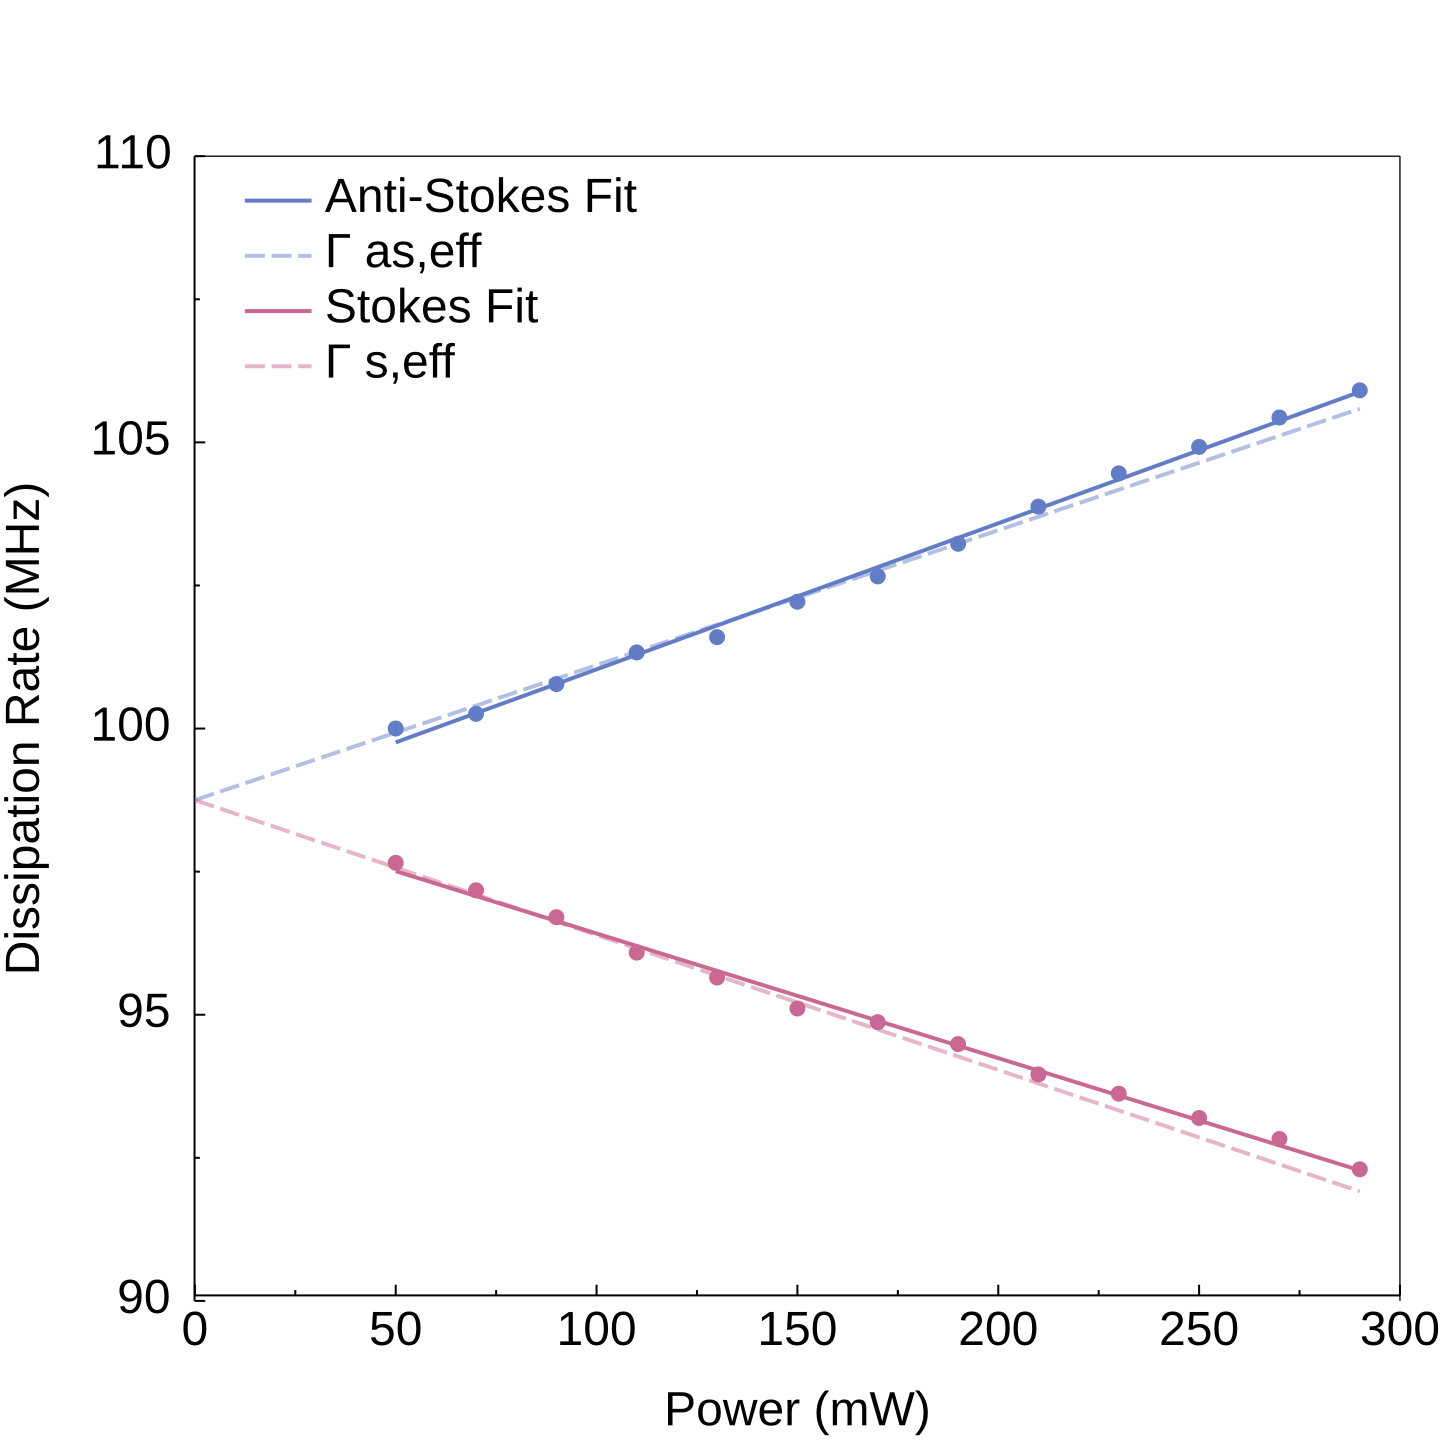 110
Anti-Stokes Fit
Γ as,eff
Stokes Fit
Γ s,eff
105
100
95
90
Dissipation Rate (MHz)
0 50 100 150 200 250 300
Power (mW)